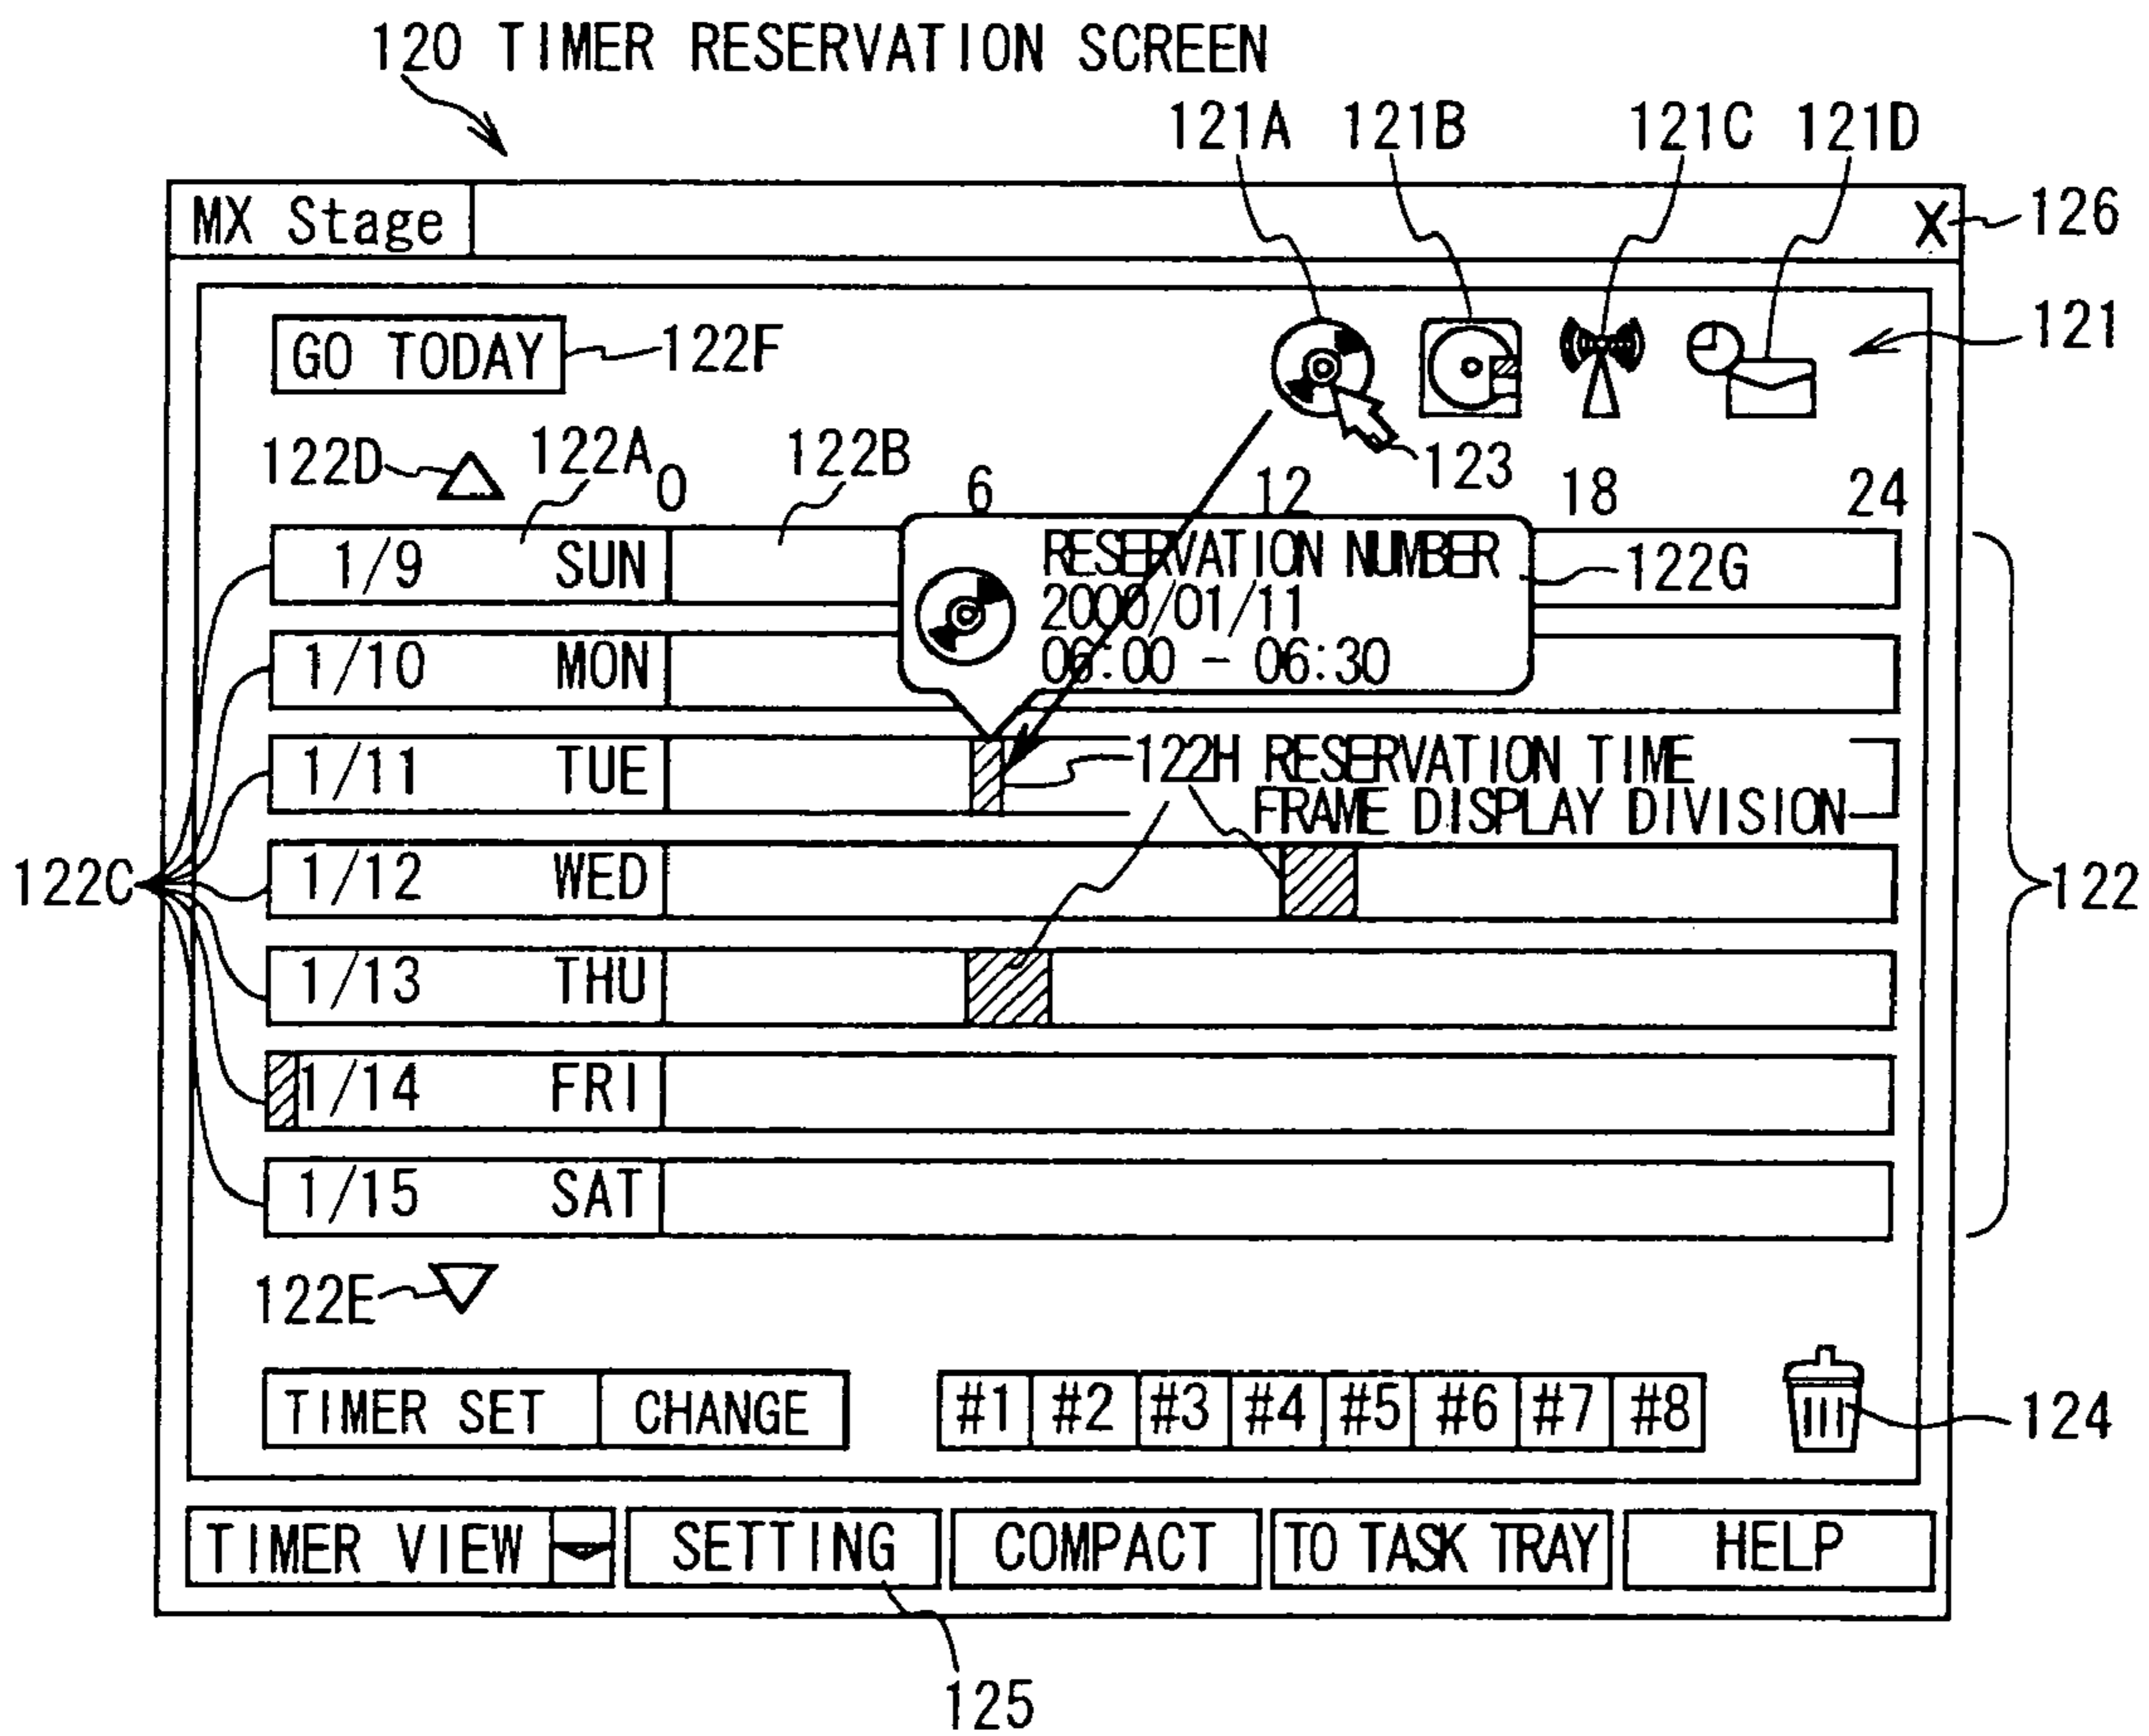 120 TIMER RESERVATION SCREEN
121A 121B 121C 121D
MX Stage
X
126
GO TODAY
122F
121
122D
122A
122B
123
0 6 12 18 24
1/9 SUN
RESERVATION NUMBER
2000/01/11
06:00 - 06:30
122G
1/10 MON
1/11 TUE
122H RESERVATION TIME
FRAME DISPLAY DIVISION
122C
1/12 WED
122
1/13 THU
1/14 FRI
1/15 SAT
122E
TIMER SET CHANGE
#1 #2 #3 #4 #5 #6 #7 #8
124
TIMER VIEW SETTING COMPACT TO TASK TRAY HELP
125